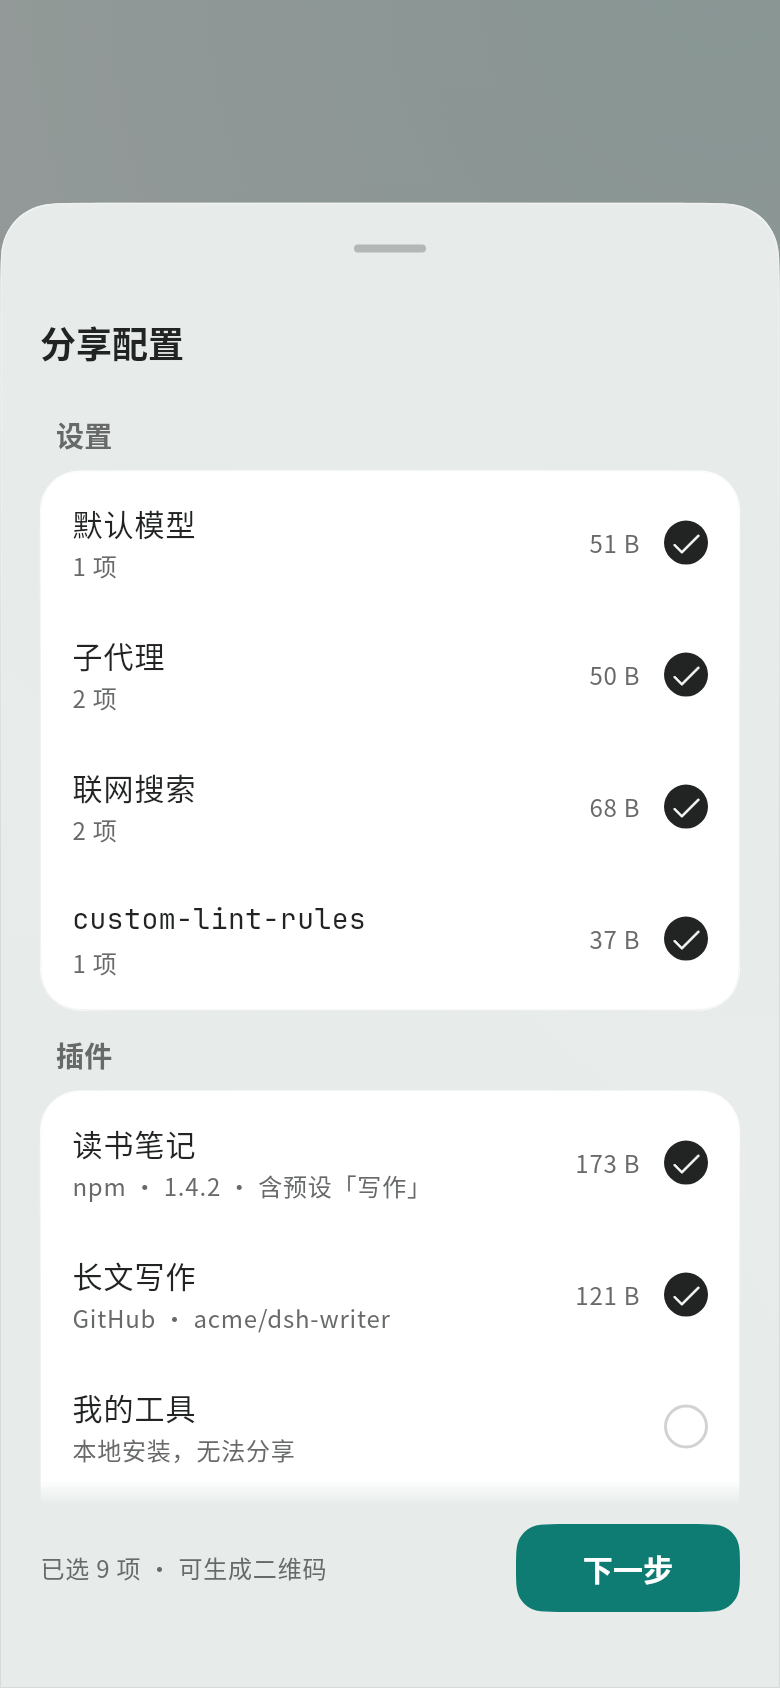 分享配置
设置
默认模型
1 项
51 B
子代理
2 项
50 B
联网搜索
2 项
68 B
custom-lint-rules
1 项
37 B
插件
读书笔记
npm · 1.4.2 · 含预设「写作」
173 B
长文写作
GitHub · acme/dsh-writer
121 B
我的工具
本地安装，无法分享
已选 9 项 · 可生成二维码
下一步